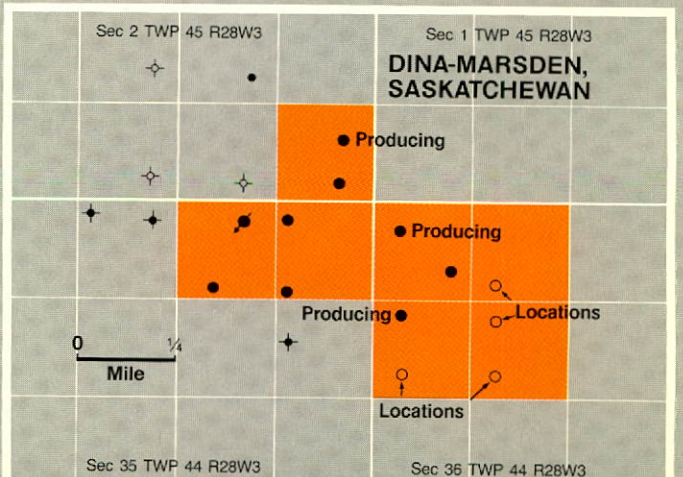 Sec 2 TWP 45 R28W3
Sec 1 TWP 45 R28W3
DINA-MARSDEN,
SASKATCHEWAN
Producing
Producing
Producing
Locations
0 1/4
Mile
Locations
Sec 35 TWP 44 R28W3
Sec 36 TWP 44 R28W3